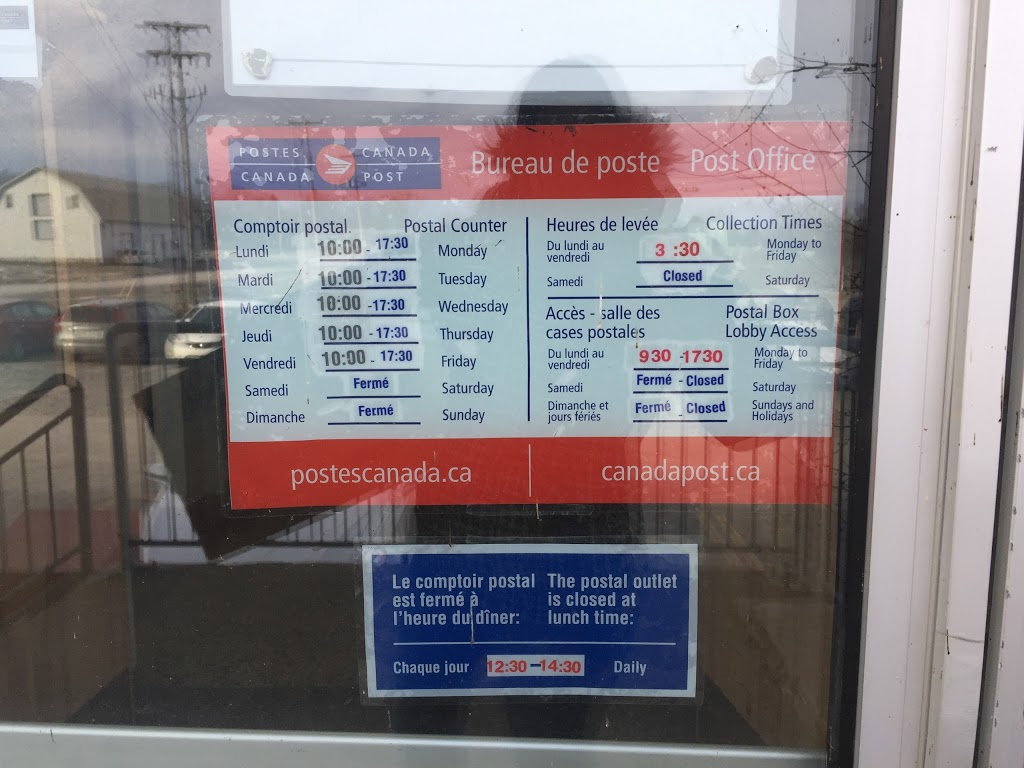 POSTES CANADA
CANADA POST
Bureau de poste Post Office
Comptoir postal. Postal Counter
Lundi 10:00 - 17:30 Monday
Mardi 10:00 - 17:30 Tuesday
Mercredi 10:00 - 17:30 Wednesday
Jeudi 10:00 - 17:30 Thursday
Vendredi 10:00 - 17:30 Friday
Samedi Fermé Saturday
Dimanche Fermé Sunday
Heures de levée Collection Times
Du lundi au vendredi 3 :30 Monday to Friday
Samedi Closed Saturday
Accès - salle des Postal Box
cases postales Lobby Access
Du lundi au vendredi 930 -1730 Monday to Friday
Samedi Fermé - Closed Saturday
Dimanche et jours fériés Fermé - Closed Sundays and Holidays
postescanada.ca canadapost.ca
Le comptoir postal The postal outlet
est fermé à is closed at
l'heure du dîner: lunch time:
Chaque jour 12:30-14:30 Daily